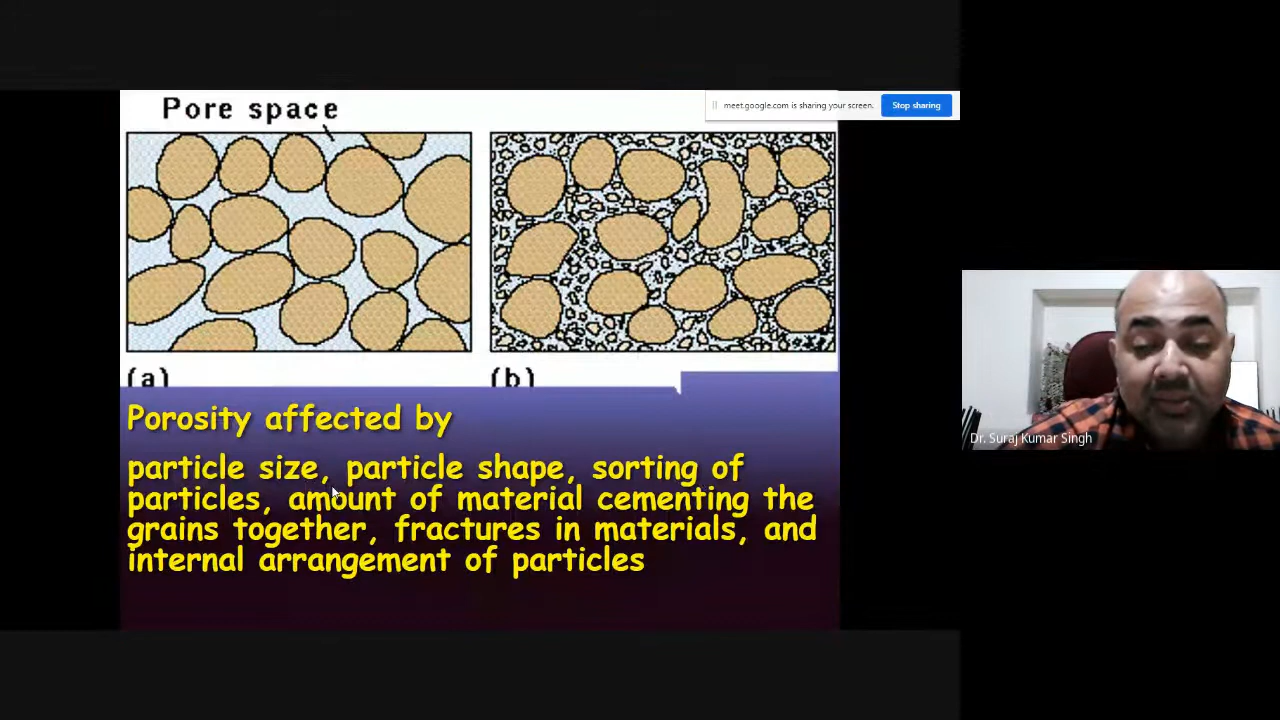 Pore space
meet.google.com is sharing your screen.
Stop sharing
(a)
(b)
Porosity affected by
particle size, particle shape, sorting of
particles, amount of material cementing the
grains together, fractures in materials, and
internal arrangement of particles
Dr. Suraj Kumar Singh